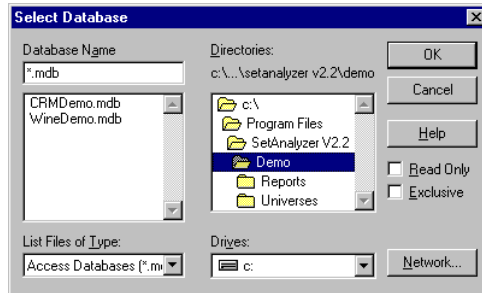 Select Database
Database Name
*.mdb
CRMDemo.mdb
WineDemo.mdb
List Files of Type:
Access Databases (*.m
Directories:
c:\...\setanalyzer v2.2\demo
c:\
Program Files
SetAnalyzer V2.2
Demo
Reports
Universes
Drives:
c:
OK
Cancel
Help
Read Only
Exclusive
Network...